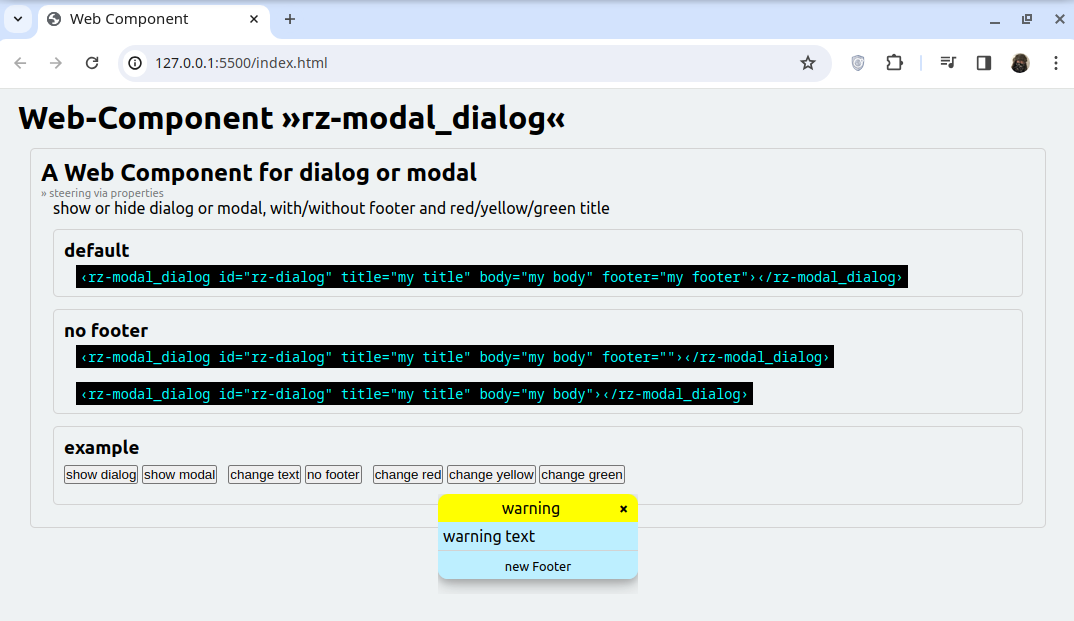 Web Component
127.0.0.1:5500/index.html
Web-Component »rz-modal_dialog«
A Web Component for dialog or modal
» steering via properties
show or hide dialog or modal, with/without footer and red/yellow/green title
default
‹rz-modal_dialog id="rz-dialog" title="my title" body="my body" footer="my footer"›‹/rz-modal_dialog›
no footer
‹rz-modal_dialog id="rz-dialog" title="my title" body="my body" footer=""›‹/rz-modal_dialog›
‹rz-modal_dialog id="rz-dialog" title="my title" body="my body"›‹/rz-modal_dialog›
example
show dialog show modal change text no footer change red change yellow change green
warning ×
warning text
new Footer